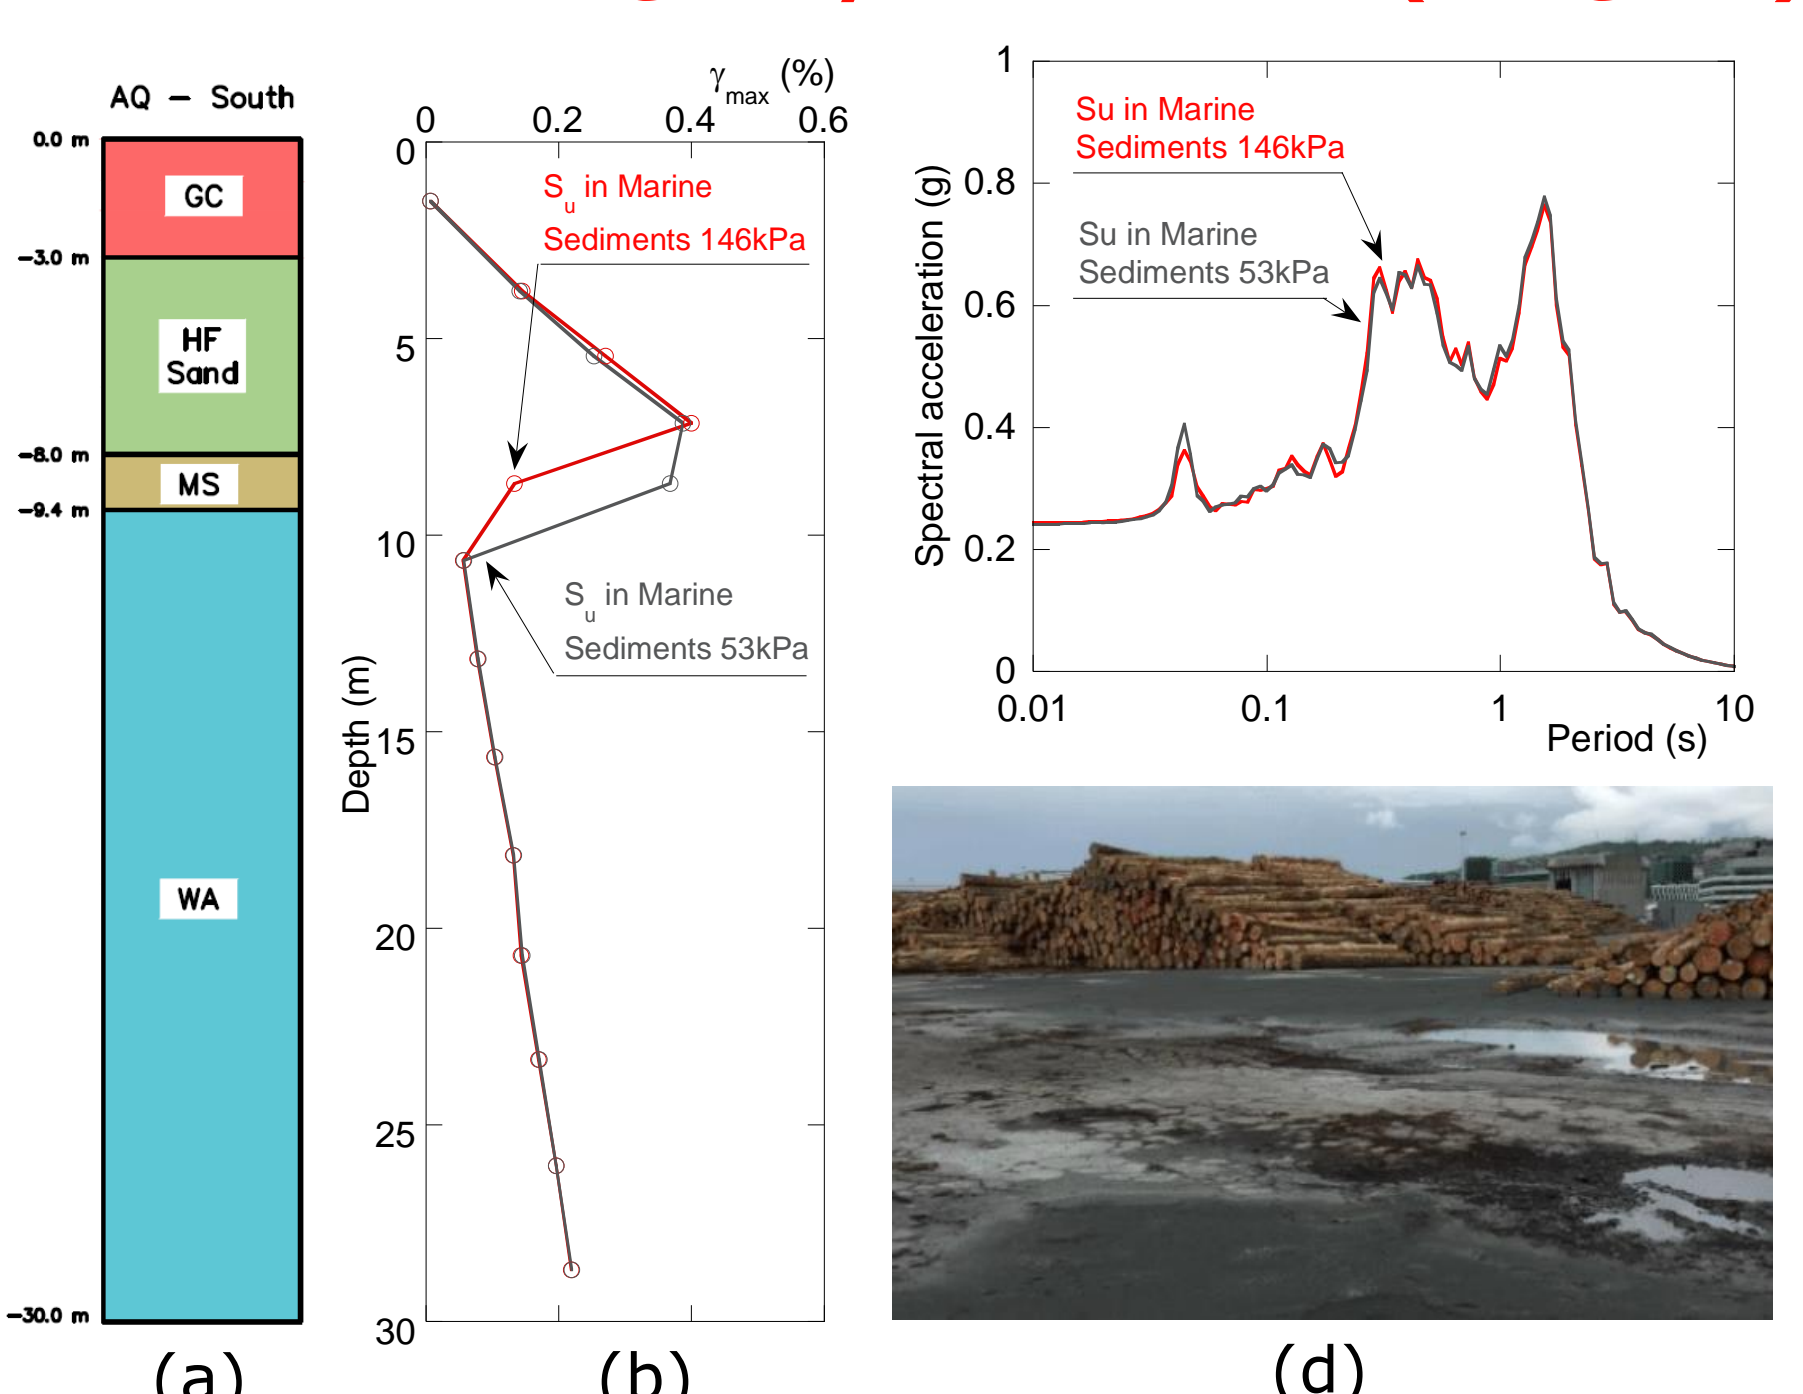 AQ – South
0.0 m
GC
−3.0 m
HF
Sand
−8.0 m
MS
−9.4 m
WA
−30.0 m
(a)
γmax (%)
0 0.2 0.4 0.6
0
5
10
15
20
25
30
Depth (m)
Su in Marine
Sediments 146kPa
Su in Marine
Sediments 53kPa
(b)
1
0.8
0.6
0.4
0.2
0
Spectral acceleration (g)
Su in Marine
Sediments 146kPa
Su in Marine
Sediments 53kPa
0.01 0.1 1 10
Period (s)
(d)